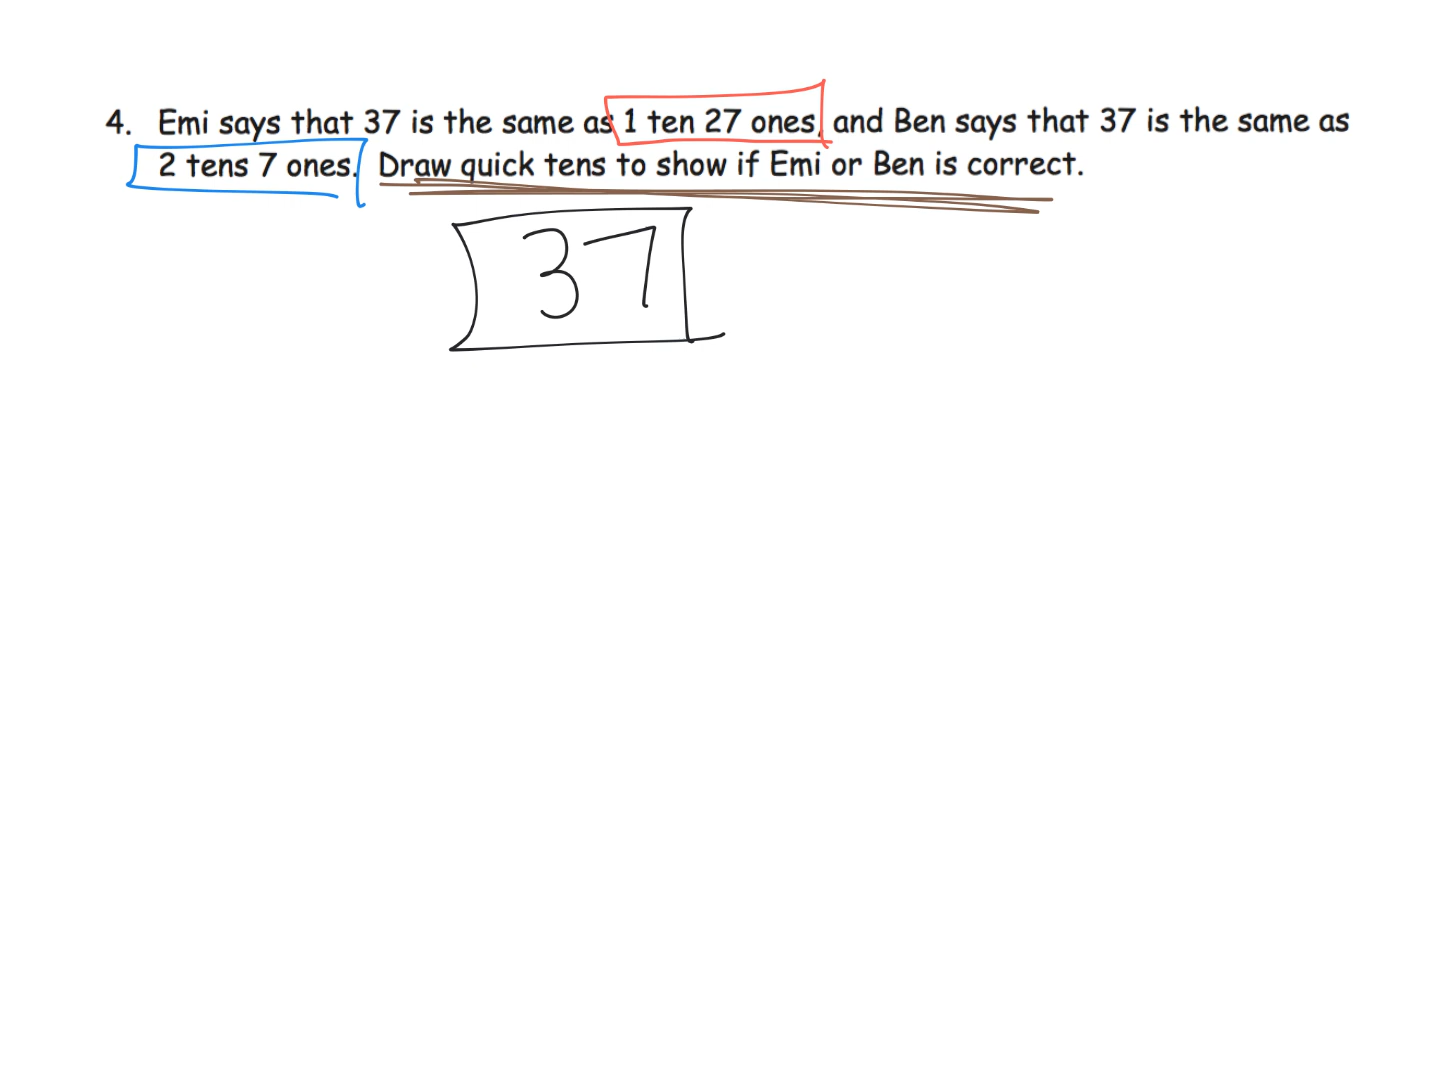 4. Emi says that 37 is the same as 1 ten 27 ones, and Ben says that 37 is the same as
2 tens 7 ones. Draw quick tens to show if Emi or Ben is correct.
37